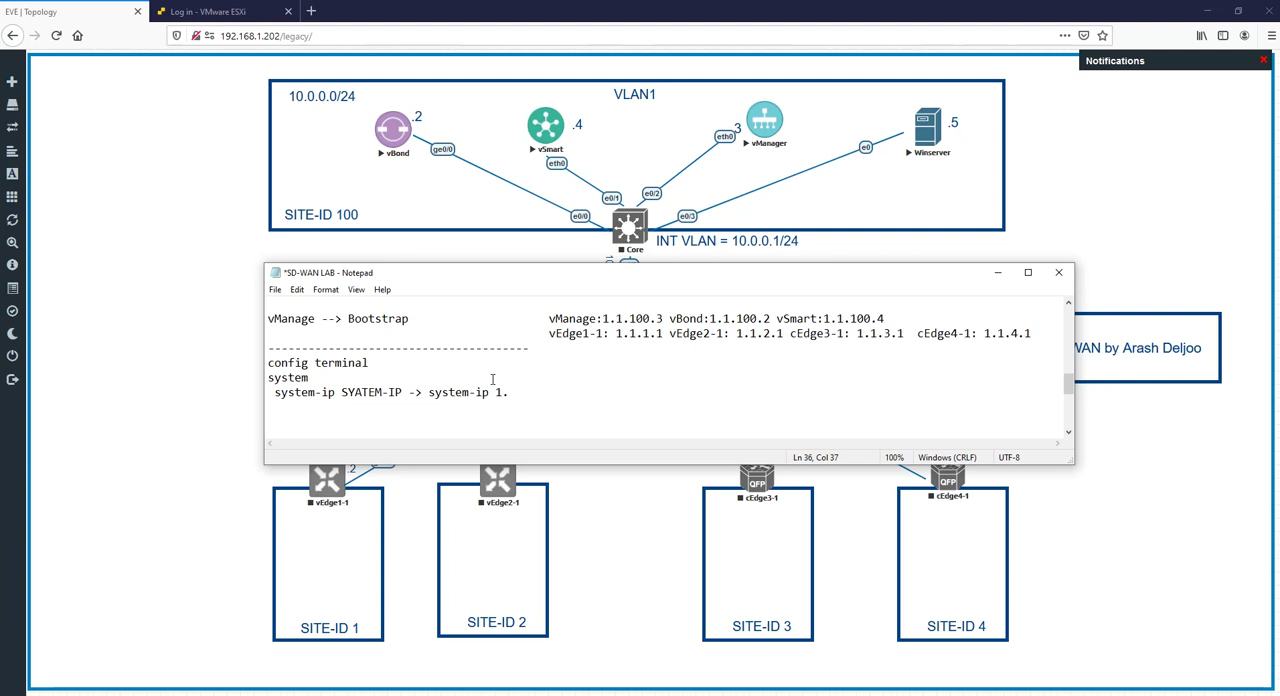 EVE | Topology
Log in - VMware ESXi
192.168.1.202/legacy/
Notifications
10.0.0.0/24
VLAN1
.2
.4
3
.5
vBond
vSmart
vManager
Winserver
ge0/0
eth0
eth0
e0
e0/0
e0/1
e0/2
e0/3
SITE-ID 100
Core
INT VLAN = 10.0.0.1/24
*SD-WAN LAB - Notepad
File Edit Format View Help
vManage --> Bootstrap vManage:1.1.100.3 vBond:1.1.100.2 vSmart:1.1.100.4
vEdge1-1: 1.1.1.1 vEdge2-1: 1.1.2.1 cEdge3-1: 1.1.3.1 cEdge4-1: 1.1.4.1
---------------------------------------
config terminal
system
system-ip SYATEM-IP -> system-ip 1.
Ln 36, Col 37 100% Windows (CRLF) UTF-8
WAN by Arash Deljoo
.2
QFP
QFP
vEdge1-1
vEdge2-1
cEdge3-1
cEdge4-1
SITE-ID 1
SITE-ID 2
SITE-ID 3
SITE-ID 4